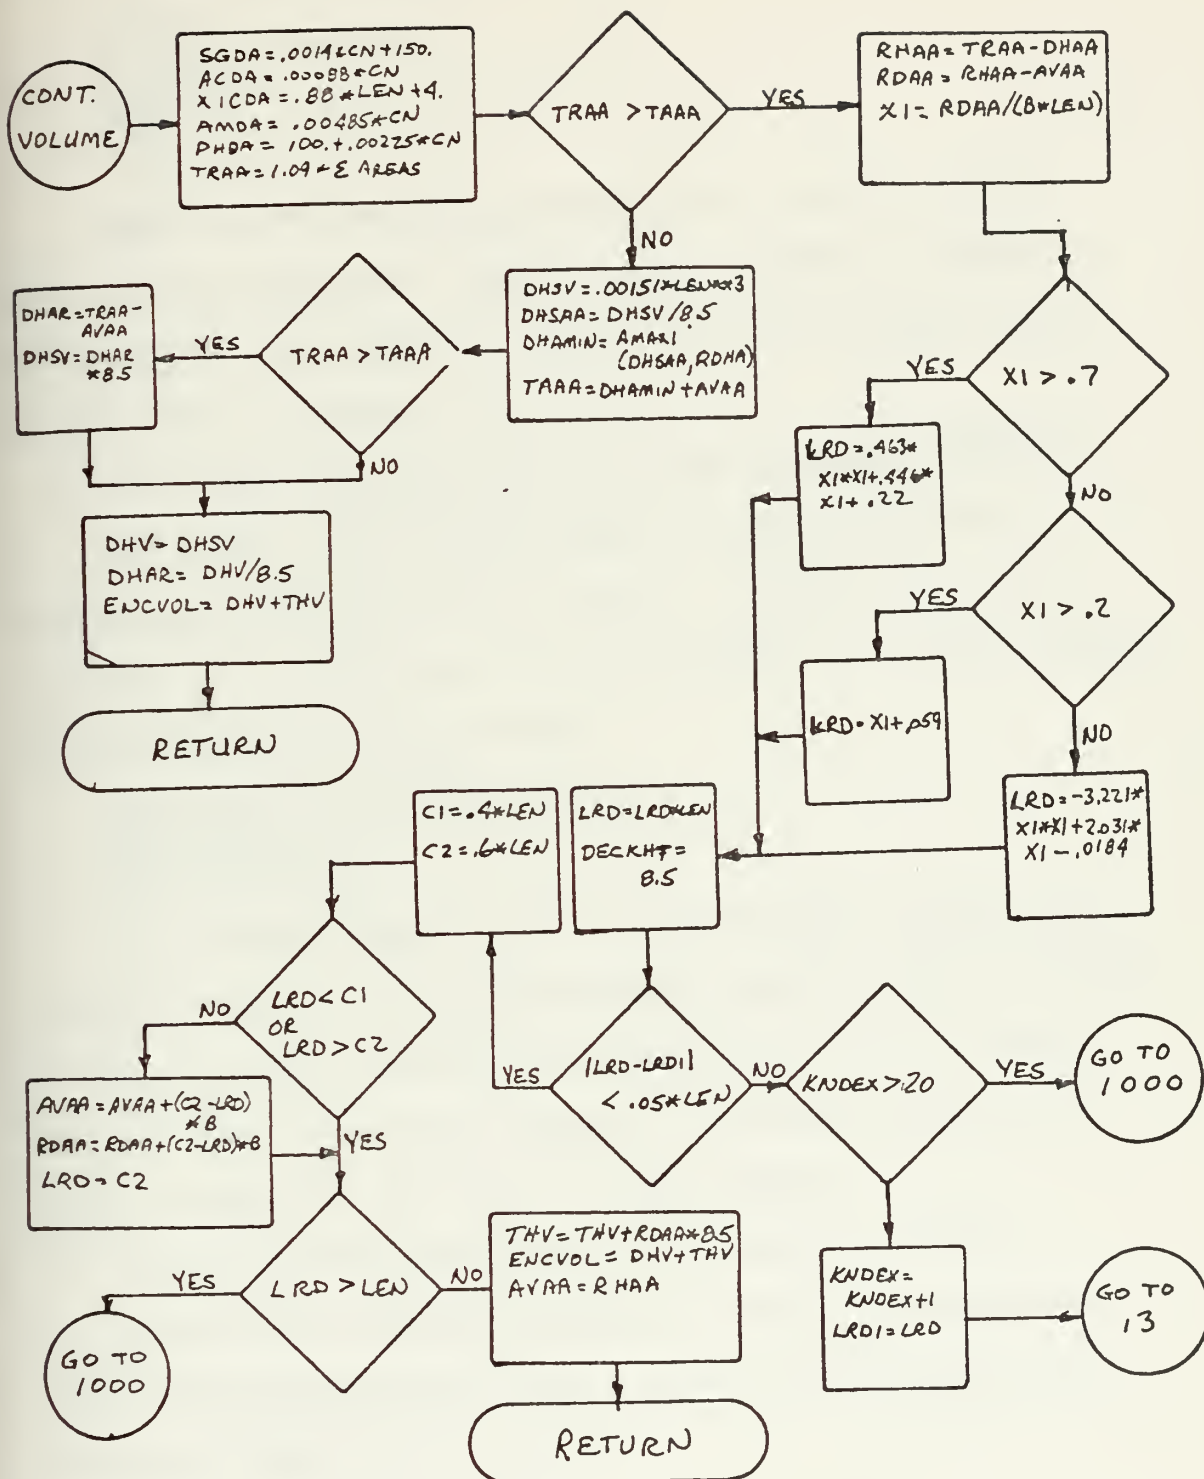 CONT.
VOLUME
SGDA=.0014*CN+150.
ACDA=.00088*CN
X1CDA=.88*LEN+4.
AMDA=.00485*CN
PHDA=100.+.00225*CN
TRAA=1.09*Σ AREAS
TRAA>TAAA
YES
RHAA=TRAA-DHAA
RDAA=RHAA-AVAA
X1=RDAA/(B*LEN)
NO
DHSV=.00151*LEN**3
DHSAA=DHSV/8.5
DHAMIN=AMAX1
(DHSAA,RDHA)
TAAA=DHAMIN+AVAA
TRAA>TAAA
YES
DHAR=TRAA-
AVAA
DHSV=DHAR
*8.5
NO
DHV=DHSV
DHAR=DHV/8.5
ENCVOL=DHV+THV
RETURN
X1>.7
YES
LRD=.463*
X1*X1+.446*
X1+.22
NO
X1>.2
YES
LRD=X1+.059
NO
LRD=-3.221*
X1*X1+2.031*
X1-.0184
LRD=LRD*LEN
DECKHT=
8.5
C1=.4*LEN
C2=.6*LEN
|LRD-LRD1|
<.05*LEN
YES
NO
KNDEX>20
YES
GO TO
1000
KNDEX=
KNDEX+1
LRD1=LRD
GO TO
13
LRD<C1
OR
LRD>C2
NO
AVAA=AVAA+(C2-LRD)
*B
RDAA=RDAA+(C2-LRD)*B
LRD=C2
YES
LRD>LEN
YES
GO TO
1000
NO
THV=THV+RDAA*8.5
ENCVOL=DHV+THV
AVAA=RHAA
RETURN